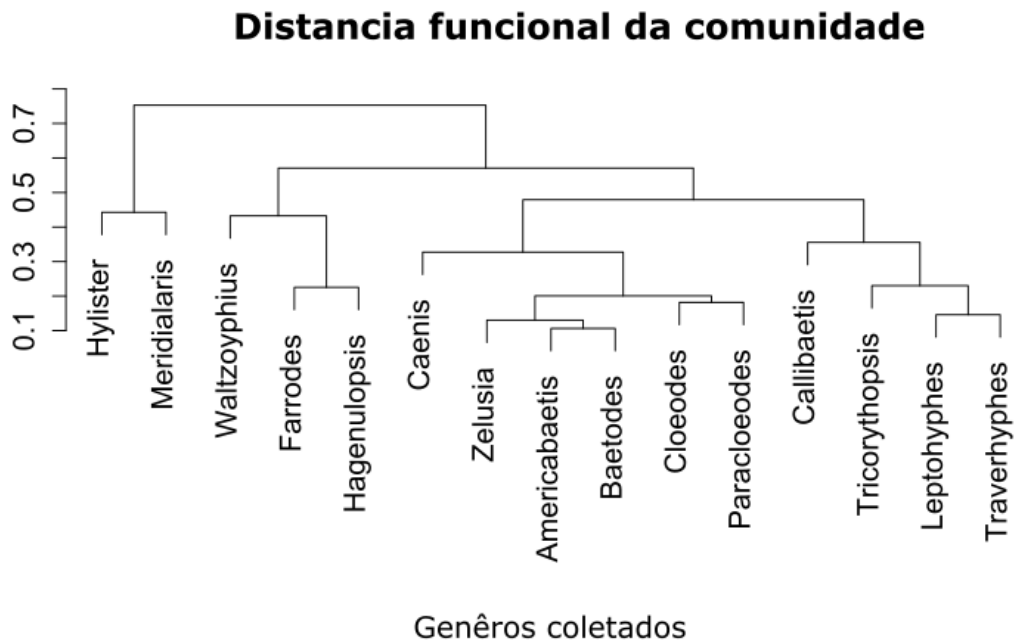 Distancia funcional da comunidade
0.7
0.5
0.3
0.1
Hylister
Meridialaris
Waltzoyphius
Farrodes
Hagenulopsis
Caenis
Zelusia
Americabaetis
Baetodes
Cloeodes
Paracloeodes
Callibaetis
Tricorythopsis
Leptohyphes
Traverhyphes
Genêros coletados